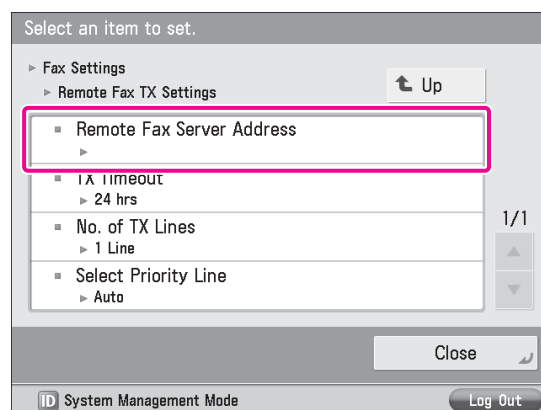 Select an item to set.
Fax Settings
Remote Fax TX Settings
Up
Remote Fax Server Address
TX Timeout
24 hrs
No. of TX Lines
1 Line
Select Priority Line
Auto
1/1
Close
ID System Management Mode
Log Out